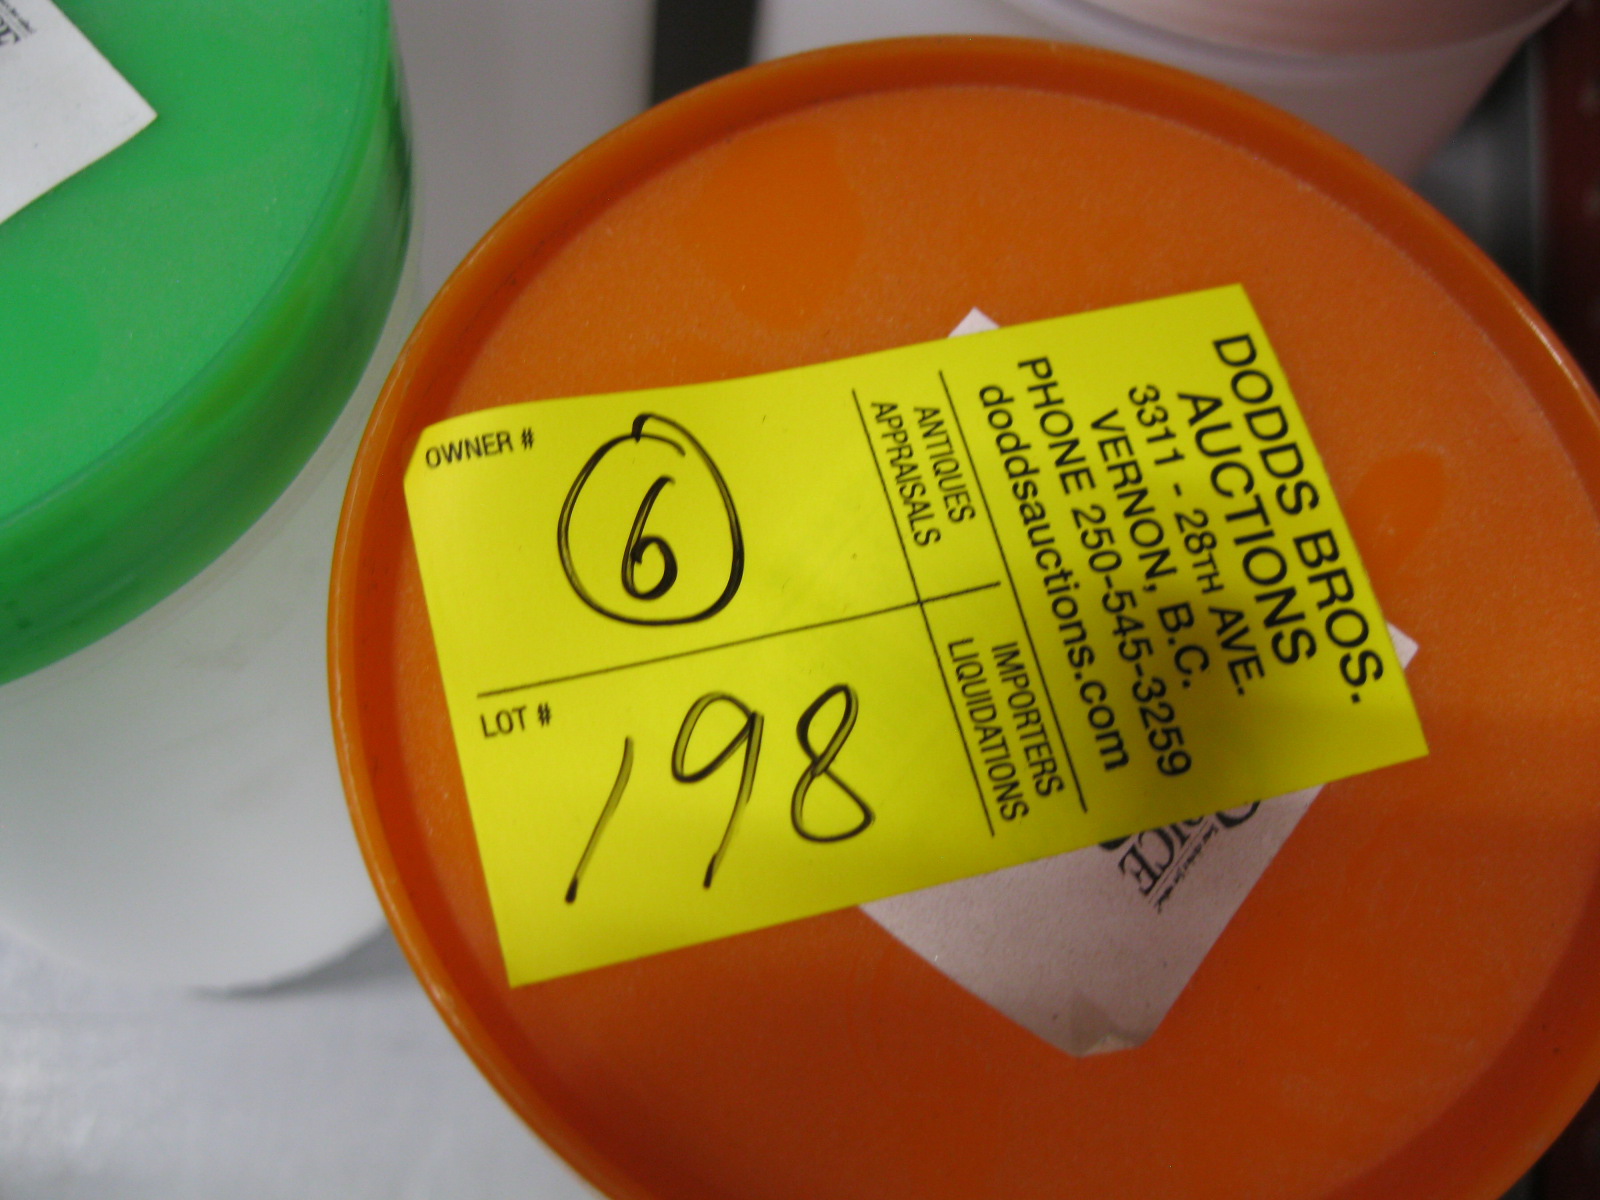 DODDS BROS.
AUCTIONS
3311 - 28TH AVE.
VERNON, B.C.
PHONE 250-545-3259
doddsauctions.com
ANTIQUES
APPRAISALS
IMPORTERS
LIQUIDATIONS
OWNER #
6
LOT #
198